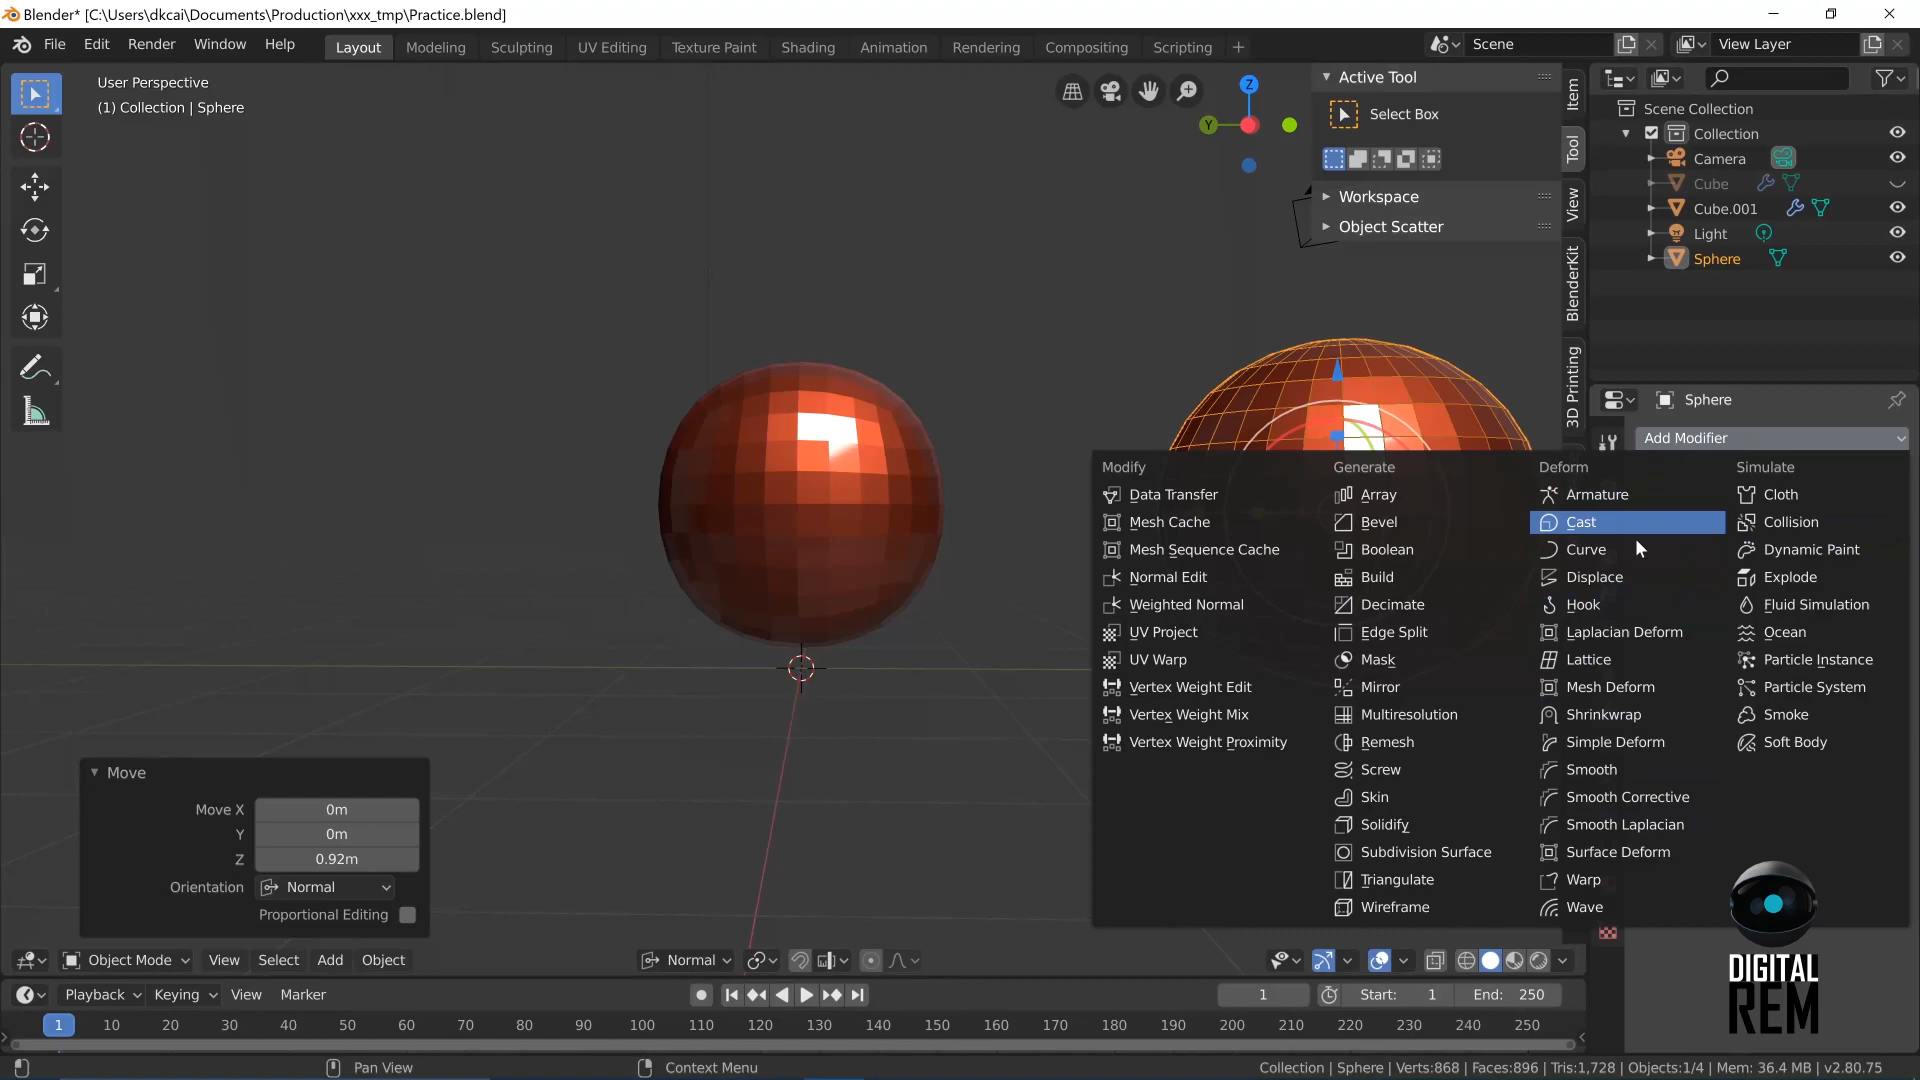 Blender* [C:\Users\dkcai\Documents\Production\xxx_tmp\Practice.blend]
File Edit Render Window Help Layout Modeling Sculpting UV Editing Texture Paint Shading Animation Rendering Compositing Scripting + Scene View Layer
User Perspective
(1) Collection | Sphere
Z
Y
Active Tool
Select Box
Workspace
Object Scatter
Item
Tool
View
BlenderKit
3D Printing
Scene Collection
Collection
Camera
Cube
Cube.001
Light
Sphere
Sphere
Add Modifier
Modify
Data Transfer
Mesh Cache
Mesh Sequence Cache
Normal Edit
Weighted Normal
UV Project
UV Warp
Vertex Weight Edit
Vertex Weight Mix
Vertex Weight Proximity
Generate
Array
Bevel
Boolean
Build
Decimate
Edge Split
Mask
Mirror
Multiresolution
Remesh
Screw
Skin
Solidify
Subdivision Surface
Triangulate
Wireframe
Deform
Armature
Cast
Curve
Displace
Hook
Laplacian Deform
Lattice
Mesh Deform
Shrinkwrap
Simple Deform
Smooth
Smooth Corrective
Smooth Laplacian
Surface Deform
Warp
Wave
Simulate
Cloth
Collision
Dynamic Paint
Explode
Fluid Simulation
Ocean
Particle Instance
Particle System
Smoke
Soft Body
Move
Move X 0m
Y 0m
Z 0.92m
Orientation Normal
Proportional Editing
Object Mode View Select Add Object Normal
DIGITAL
REM
Playback Keying View Marker 1 Start: 1 End: 250
1 10 20 30 40 50 60 70 80 90 100 110 120 130 140 150 160 170 180 190 200 210 220 230 240 250
Pan View Context Menu Collection | Sphere | Verts:868 | Faces:896 | Tris:1,728 | Objects:1/4 | Mem: 36.4 MB | v2.80.75